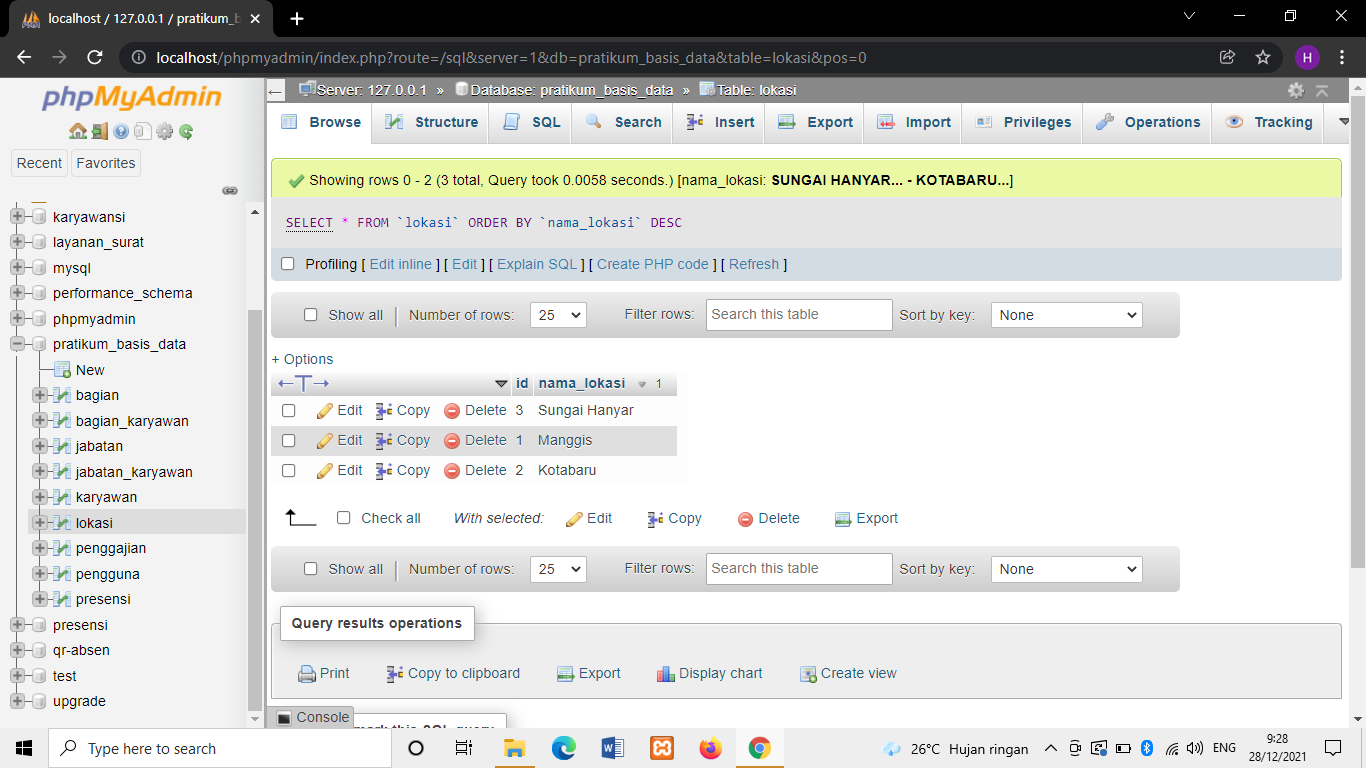 localhost / 127.0.0.1 / pratikum_b
localhost/phpmyadmin/index.php?route=/sql&server=1&db=pratikum_basis_data&table=lokasi&pos=0
H
phpMyAdmin
Recent Favorites
karyawansi
layanan_surat
mysql
performance_schema
phpmyadmin
pratikum_basis_data
New
bagian
bagian_karyawan
jabatan
jabatan_karyawan
karyawan
lokasi
penggajian
pengguna
presensi
presensi
qr-absen
test
upgrade
Server: 127.0.0.1 » Database: pratikum_basis_data » Table: lokasi
Browse Structure SQL Search Insert Export Import Privileges Operations Tracking
Showing rows 0 - 2 (3 total, Query took 0.0058 seconds.) [nama_lokasi: SUNGAI HANYAR... - KOTABARU...]
SELECT * FROM `lokasi` ORDER BY `nama_lokasi` DESC
Profiling [ Edit inline ] [ Edit ] [ Explain SQL ] [ Create PHP code ] [ Refresh ]
Show all Number of rows: 25 Filter rows: Search this table Sort by key: None
+ Options
←T→ id nama_lokasi 1
Edit Copy Delete 3 Sungai Hanyar
Edit Copy Delete 1 Manggis
Edit Copy Delete 2 Kotabaru
Check all With selected: Edit Copy Delete Export
Show all Number of rows: 25 Filter rows: Search this table Sort by key: None
Query results operations
Print Copy to clipboard Export Display chart Create view
Console
Type here to search
26°C Hujan ringan
ENG
9:28
28/12/2021